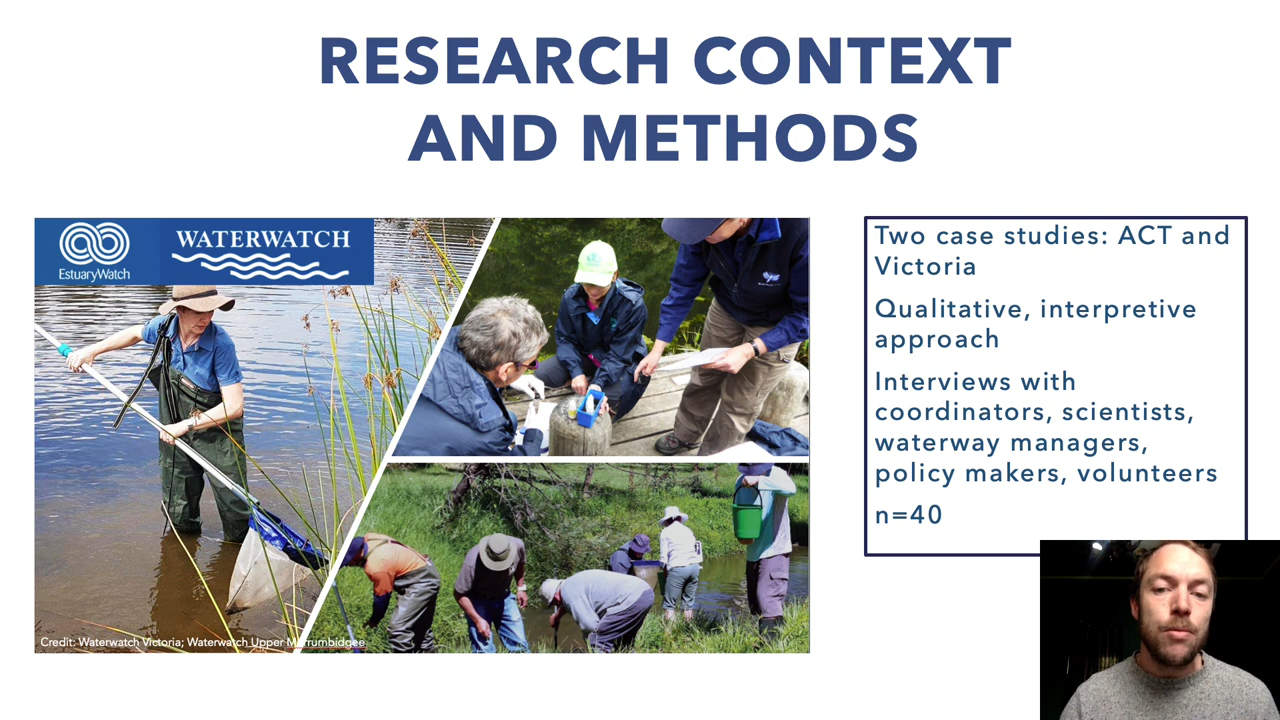 RESEARCH CONTEXT
AND METHODS
EstuaryWatch
WATERWATCH
Two case studies: ACT and
Victoria
Qualitative, interpretive
approach
Interviews with
coordinators, scientists,
waterway managers,
policy makers, volunteers
n=40
Credit: Waterwatch Victoria; Waterwatch Upper Murrumbidgee